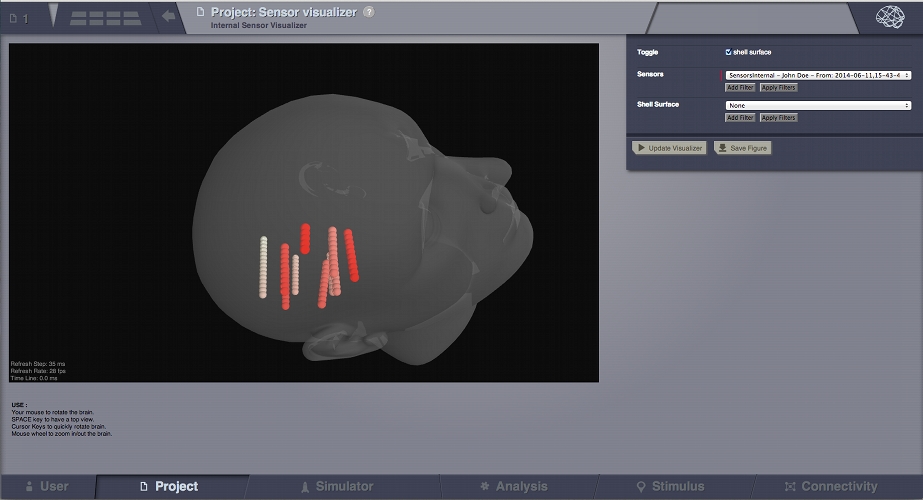 1
Project: Sensor visualizer ?
Internal Sensor Visualizer
Toggle
shell surface
Sensors
SensorsInternal - John Doe - From: 2014-06-11,15-43-4
Add Filter Apply Filters
Shell Surface
None
Add Filter Apply Filters
Update Visualizer Save Figure
Refresh Step: 35 ms
Refresh Rate: 28 fps
Time Line: 0.0 ms
USE :
Your mouse to rotate the brain.
SPACE key to have a top view.
Cursor Keys to quickly rotate brain.
Mouse wheel to zoom in/out the brain.
User Project Simulator Analysis Stimulus Connectivity